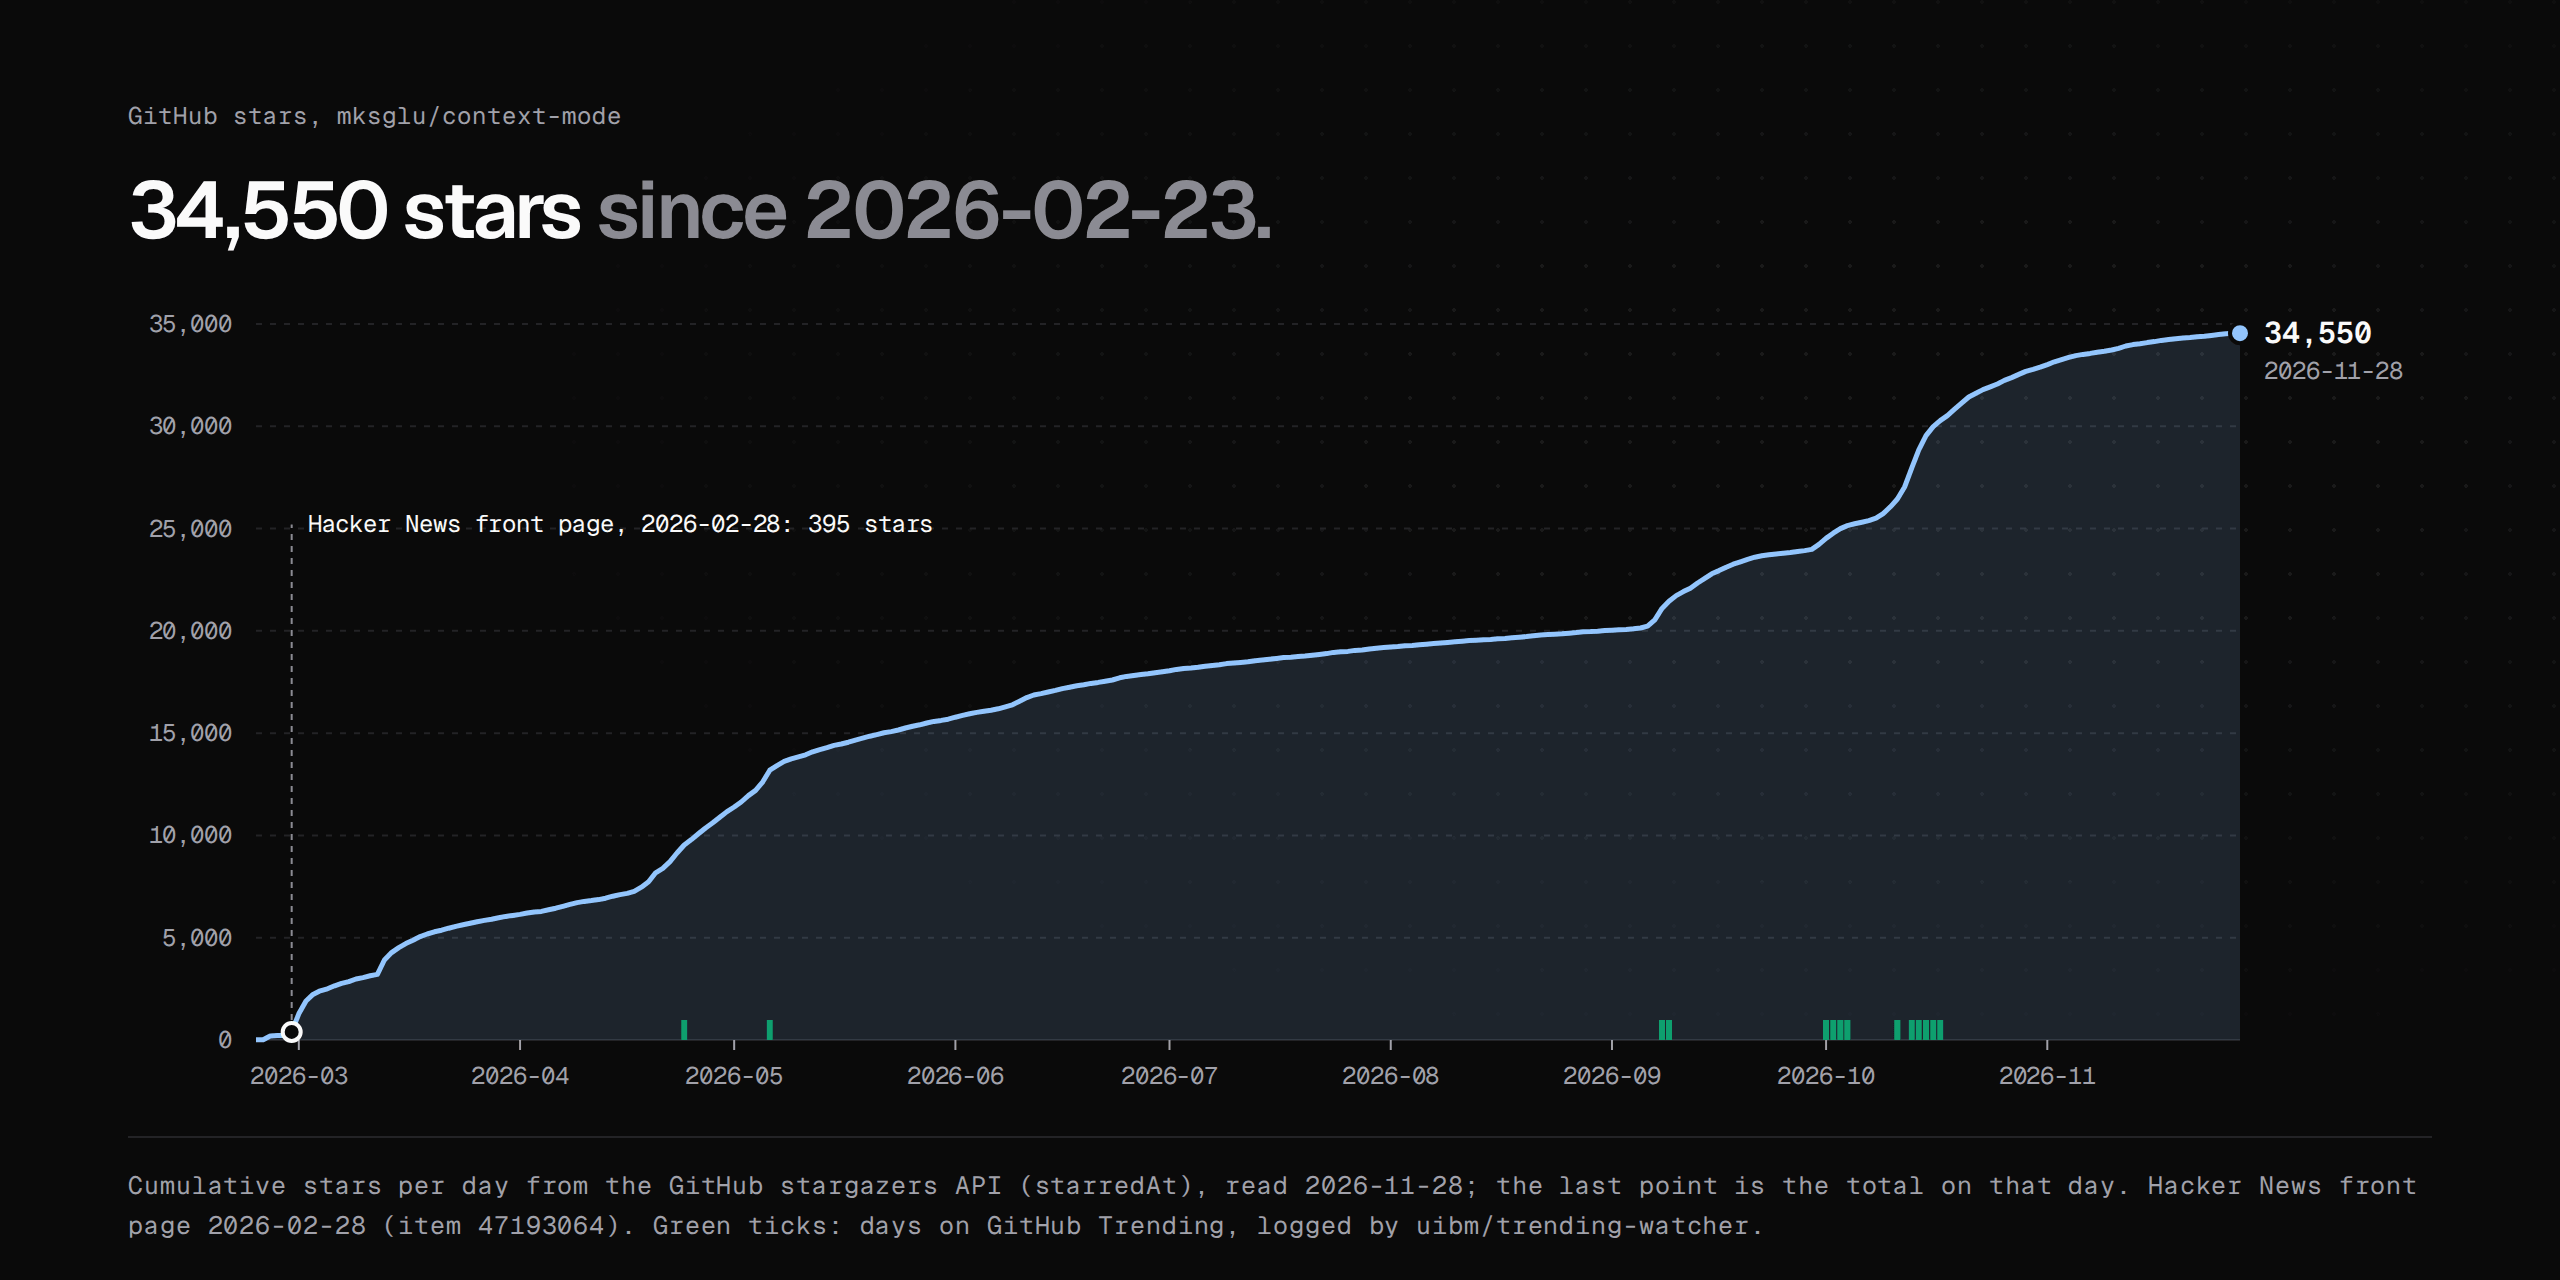 GitHub stars, mksglu/context-mode
34,550 stars since 2026-02-23.
35,000
34,550
2026-11-28
30,000
25,000
Hacker News front page, 2026-02-28: 395 stars
20,000
15,000
10,000
5,000
0
2026-03 2026-04 2026-05 2026-06 2026-07 2026-08 2026-09 2026-10 2026-11
Cumulative stars per day from the GitHub stargazers API (starredAt), read 2026-11-28; the last point is the total on that day. Hacker News front
page 2026-02-28 (item 47193064). Green ticks: days on GitHub Trending, logged by uibm/trending-watcher.